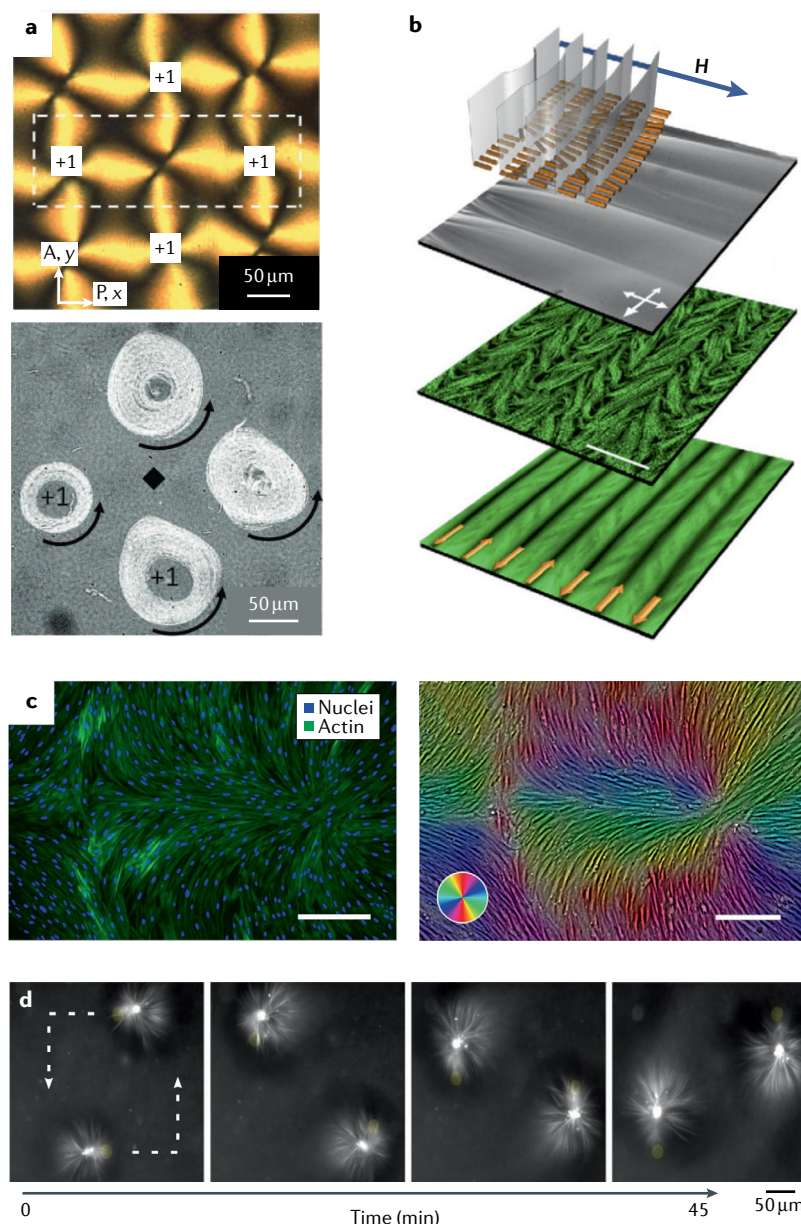 a
+1
+1
+1
+1
A, y
P, x
50 µm
+1
+1
50 µm
b
H
c
Nuclei
Actin
d
0
Time (min)
45
50 µm